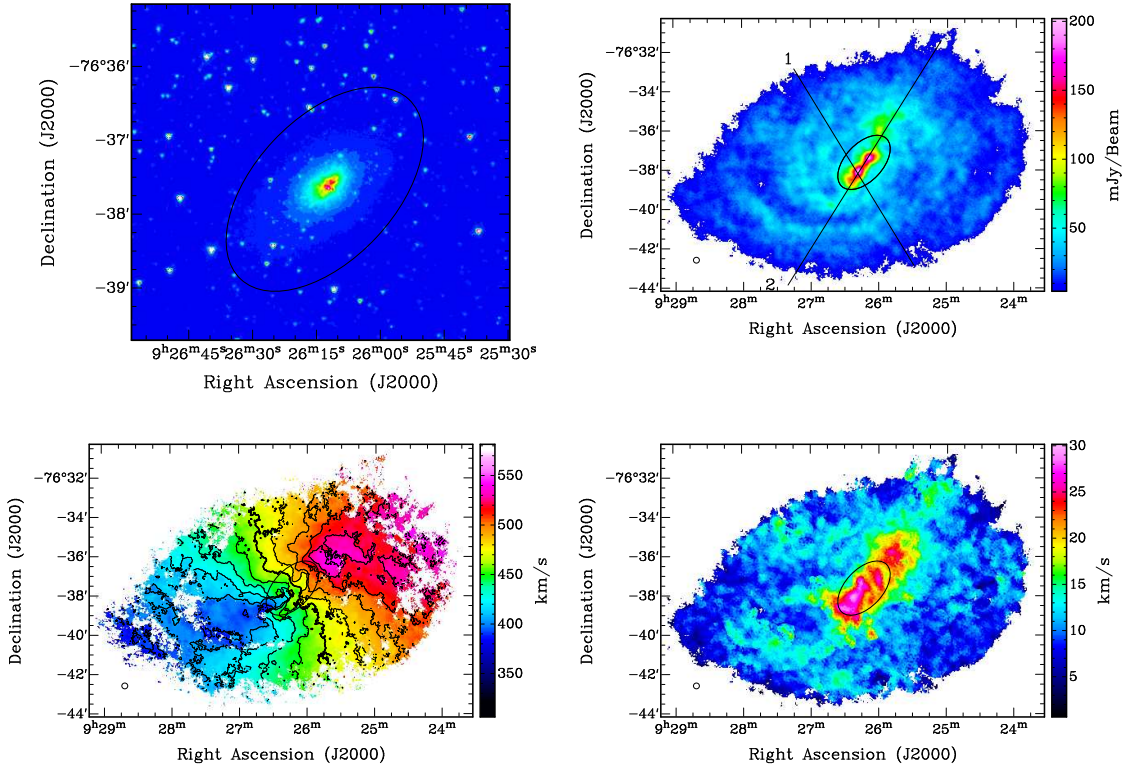 −76°36′
−37′
−38′
−39′
Declination (J2000)
9ʰ26ᵐ45ˢ 26ᵐ30ˢ 26ᵐ15ˢ 26ᵐ00ˢ 25ᵐ45ˢ 25ᵐ30ˢ
Right Ascension (J2000)
−76°32′
−34′
−36′
−38′
−40′
−42′
−44′
Declination (J2000)
1
2
9ʰ29ᵐ 28ᵐ 27ᵐ 26ᵐ 25ᵐ 24ᵐ
Right Ascension (J2000)
200
150
100
50
mJy/Beam
−76°32′
−34′
−36′
−38′
−40′
−42′
−44′
Declination (J2000)
9ʰ29ᵐ 28ᵐ 27ᵐ 26ᵐ 25ᵐ 24ᵐ
Right Ascension (J2000)
550
500
450
400
350
km/s
−76°32′
−34′
−36′
−38′
−40′
−42′
−44′
Declination (J2000)
9ʰ29ᵐ 28ᵐ 27ᵐ 26ᵐ 25ᵐ 24ᵐ
Right Ascension (J2000)
30
25
20
15
10
5
km/s